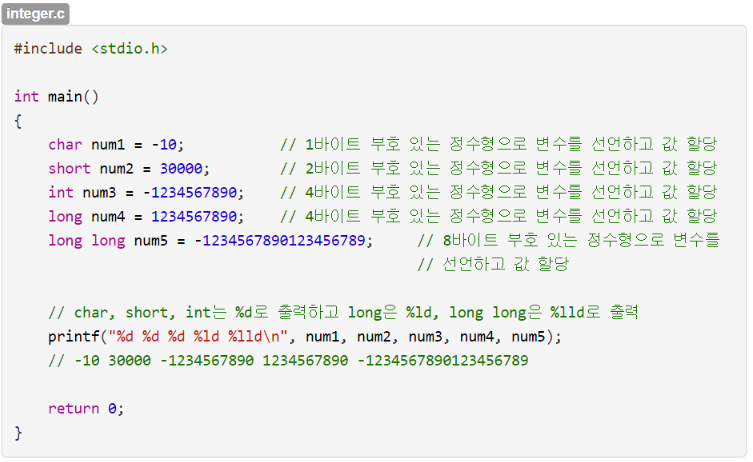 integer.c
#include <stdio.h>
int main()
{
char num1 = -10; // 1바이트 부호 있는 정수형으로 변수를 선언하고 값 할당
short num2 = 30000; // 2바이트 부호 있는 정수형으로 변수를 선언하고 값 할당
int num3 = -1234567890; // 4바이트 부호 있는 정수형으로 변수를 선언하고 값 할당
long num4 = 1234567890; // 4바이트 부호 있는 정수형으로 변수를 선언하고 값 할당
long long num5 = -1234567890123456789; // 8바이트 부호 있는 정수형으로 변수를
// 선언하고 값 할당
// char, short, int는 %d로 출력하고 long은 %ld, long long은 %lld로 출력
printf("%d %d %d %ld %lld\n", num1, num2, num3, num4, num5);
// -10 30000 -1234567890 1234567890 -1234567890123456789
return 0;
}